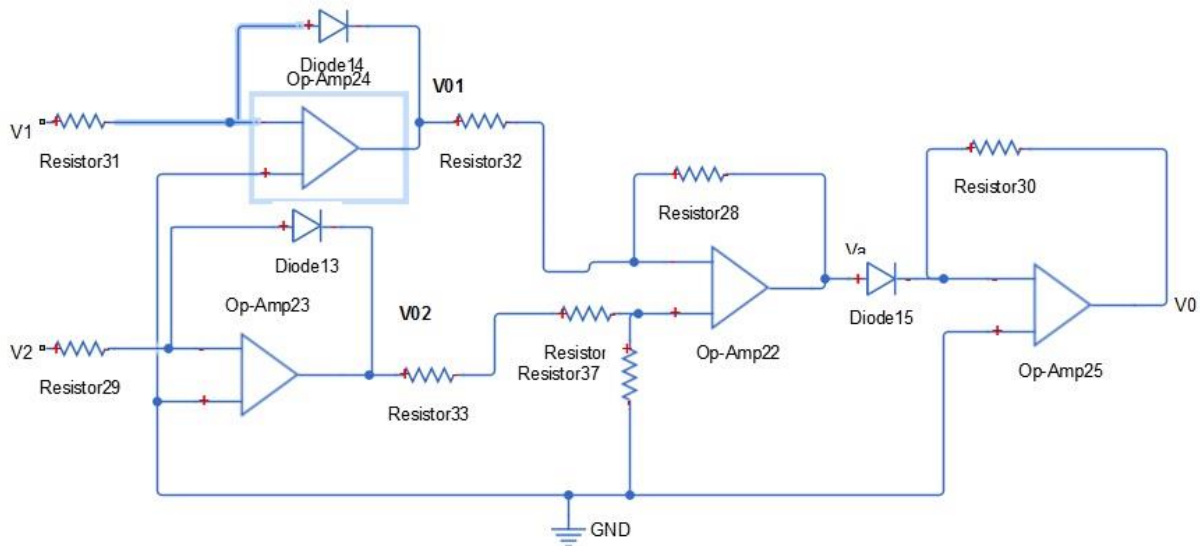 Diode14
Op-Amp24
V01
V1
Resistor31
Resistor32
Resistor30
Resistor28
Diode13
Va
Op-Amp23
V02
Diode15
V0
V2
Resistor
Resistor37
Op-Amp22
Op-Amp25
Resistor29
Resistor33
GND